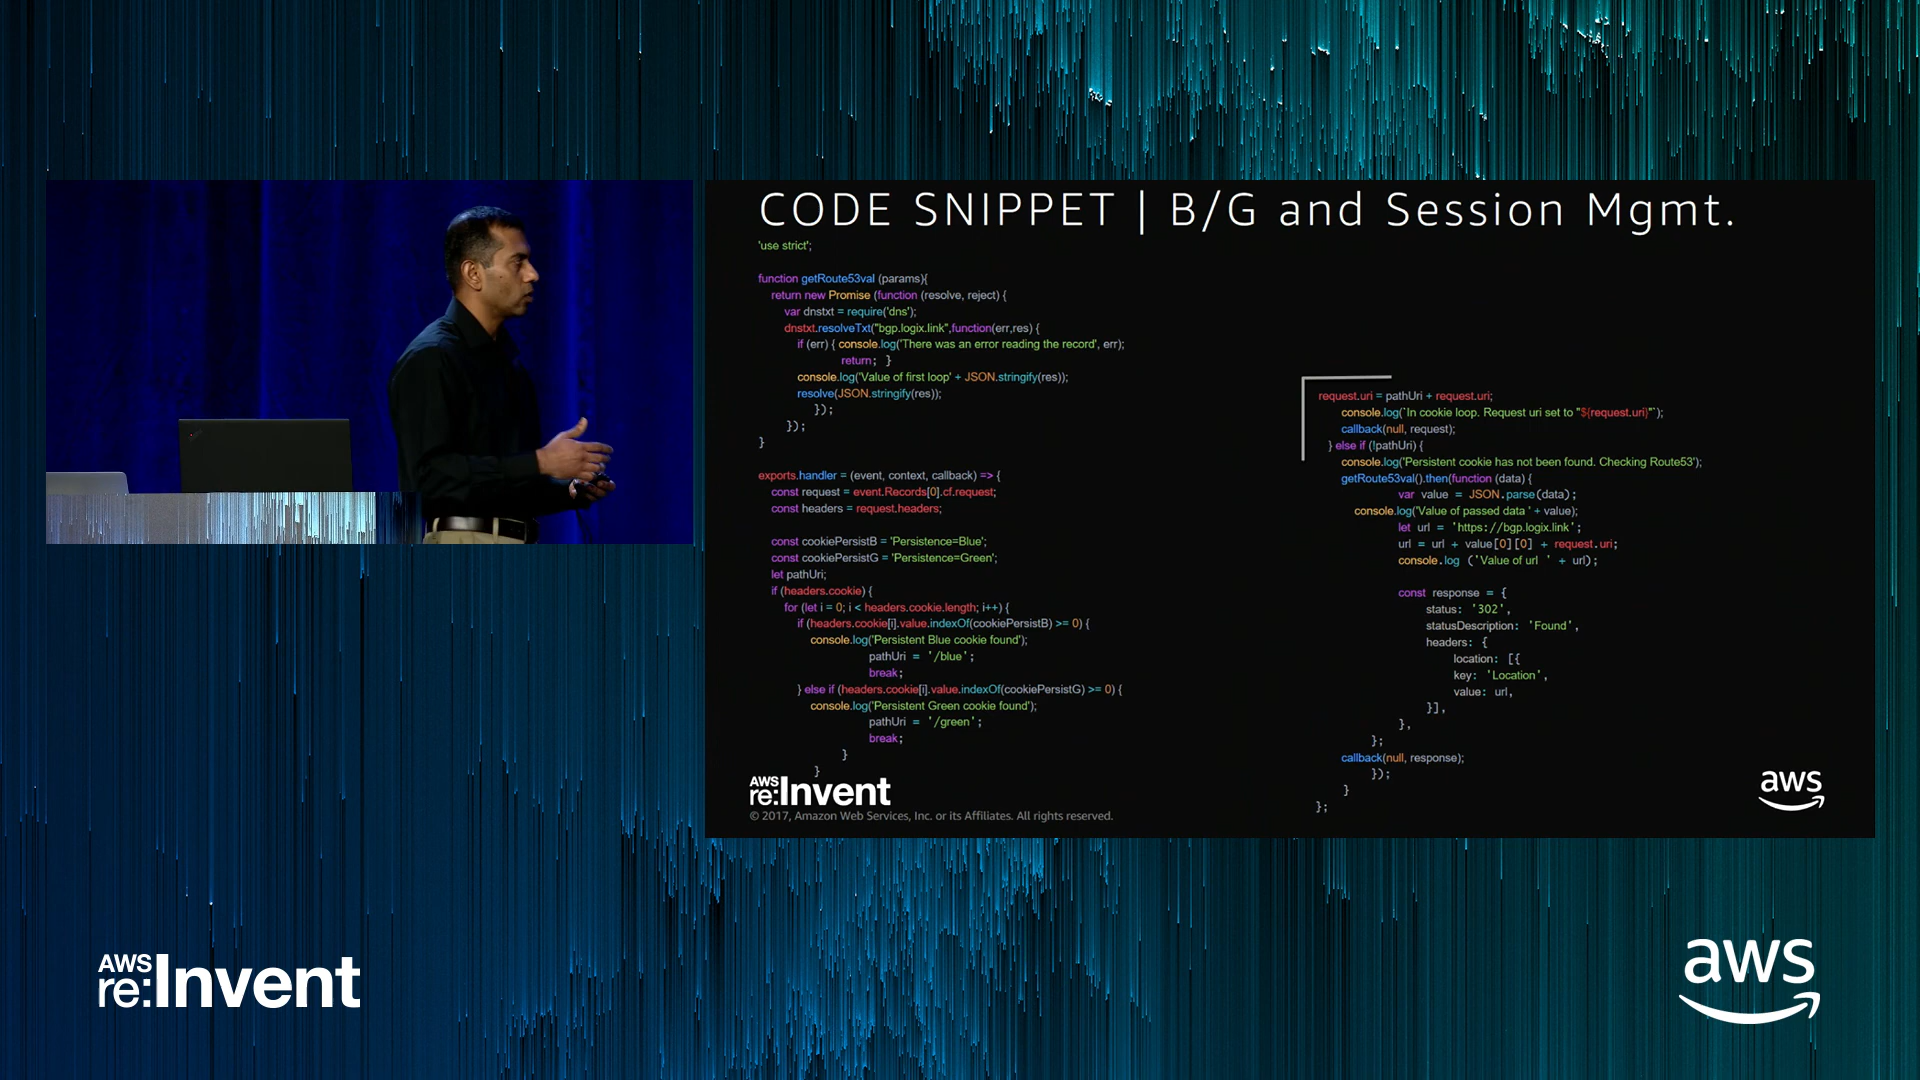 CODE SNIPPET | B/G and Session Mgmt.
'use strict';
function getRoute53val (params){
return new Promise (function (resolve, reject) {
var dnstxt = require('dns');
dnstxt.resolveTxt("bgp.logix.link",function(err,res) {
if (err) { console.log('There was an error reading the record', err);
return; }
console.log('Value of first loop' + JSON.stringify(res));
resolve(JSON.stringify(res));
});
});
}
exports.handler = (event, context, callback) => {
const request = event.Records[0].cf.request;
const headers = request.headers;
const cookiePersistB = 'Persistence=Blue';
const cookiePersistG = 'Persistence=Green';
let pathUri;
if (headers.cookie) {
for (let i = 0; i < headers.cookie.length; i++) {
if (headers.cookie[i].value.indexOf(cookiePersistB) >= 0) {
console.log('Persistent Blue cookie found');
pathUri = '/blue';
break;
} else if (headers.cookie[i].value.indexOf(cookiePersistG) >= 0) {
console.log('Persistent Green cookie found');
pathUri = '/green';
break;
}
}
request.uri = pathUri + request.uri;
console.log(`In cookie loop. Request uri set to "${request.uri}"`);
callback(null, request);
} else if (!pathUri) {
console.log('Persistent cookie has not been found. Checking Route53');
getRoute53val().then(function (data) {
var value = JSON.parse(data);
console.log('Value of passed data ' + value);
let url = 'https://bgp.logix.link';
url = url + value[0][0] + request.uri;
console.log ('Value of url ' + url);
const response = {
status: '302',
statusDescription: 'Found',
headers: {
location: [{
key: 'Location',
value: url,
}],
},
};
callback(null, response);
});
}
};
AWS
re:Invent
© 2017, Amazon Web Services, Inc. or its Affiliates. All rights reserved.
aws
AWS
re:Invent
aws